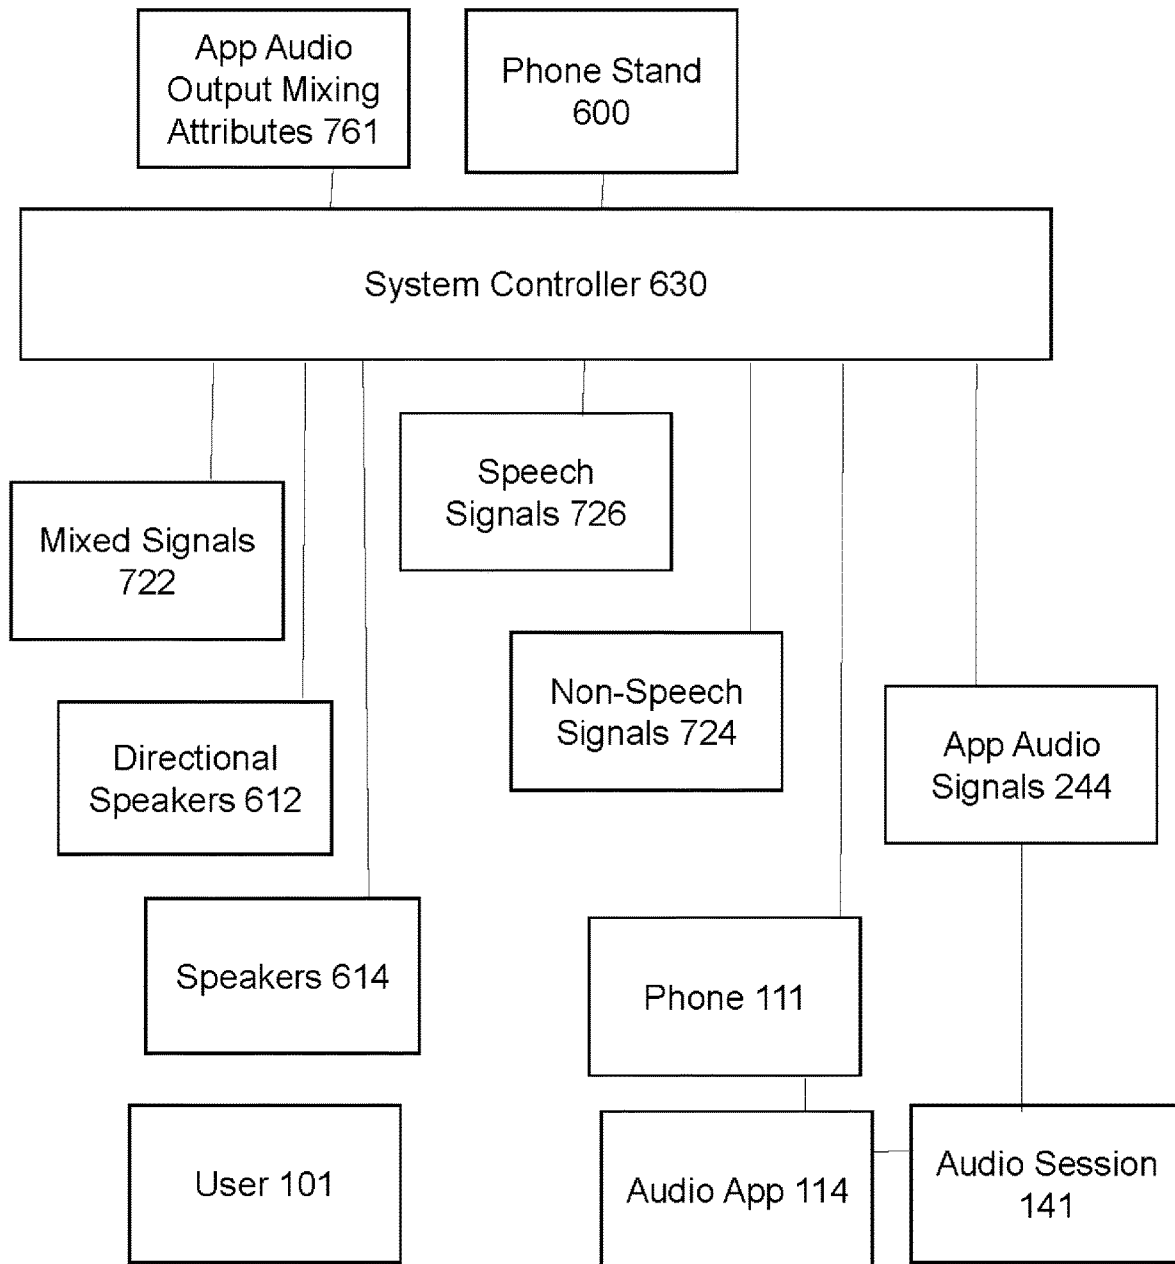 App Audio
Output Mixing
Attributes 761
Phone Stand
600
System Controller 630
Speech
Signals 726
Mixed Signals
722
Non-Speech
Signals 724
App Audio
Signals 244
Directional
Speakers 612
Speakers 614
Phone 111
User 101
Audio App 114
Audio Session
141